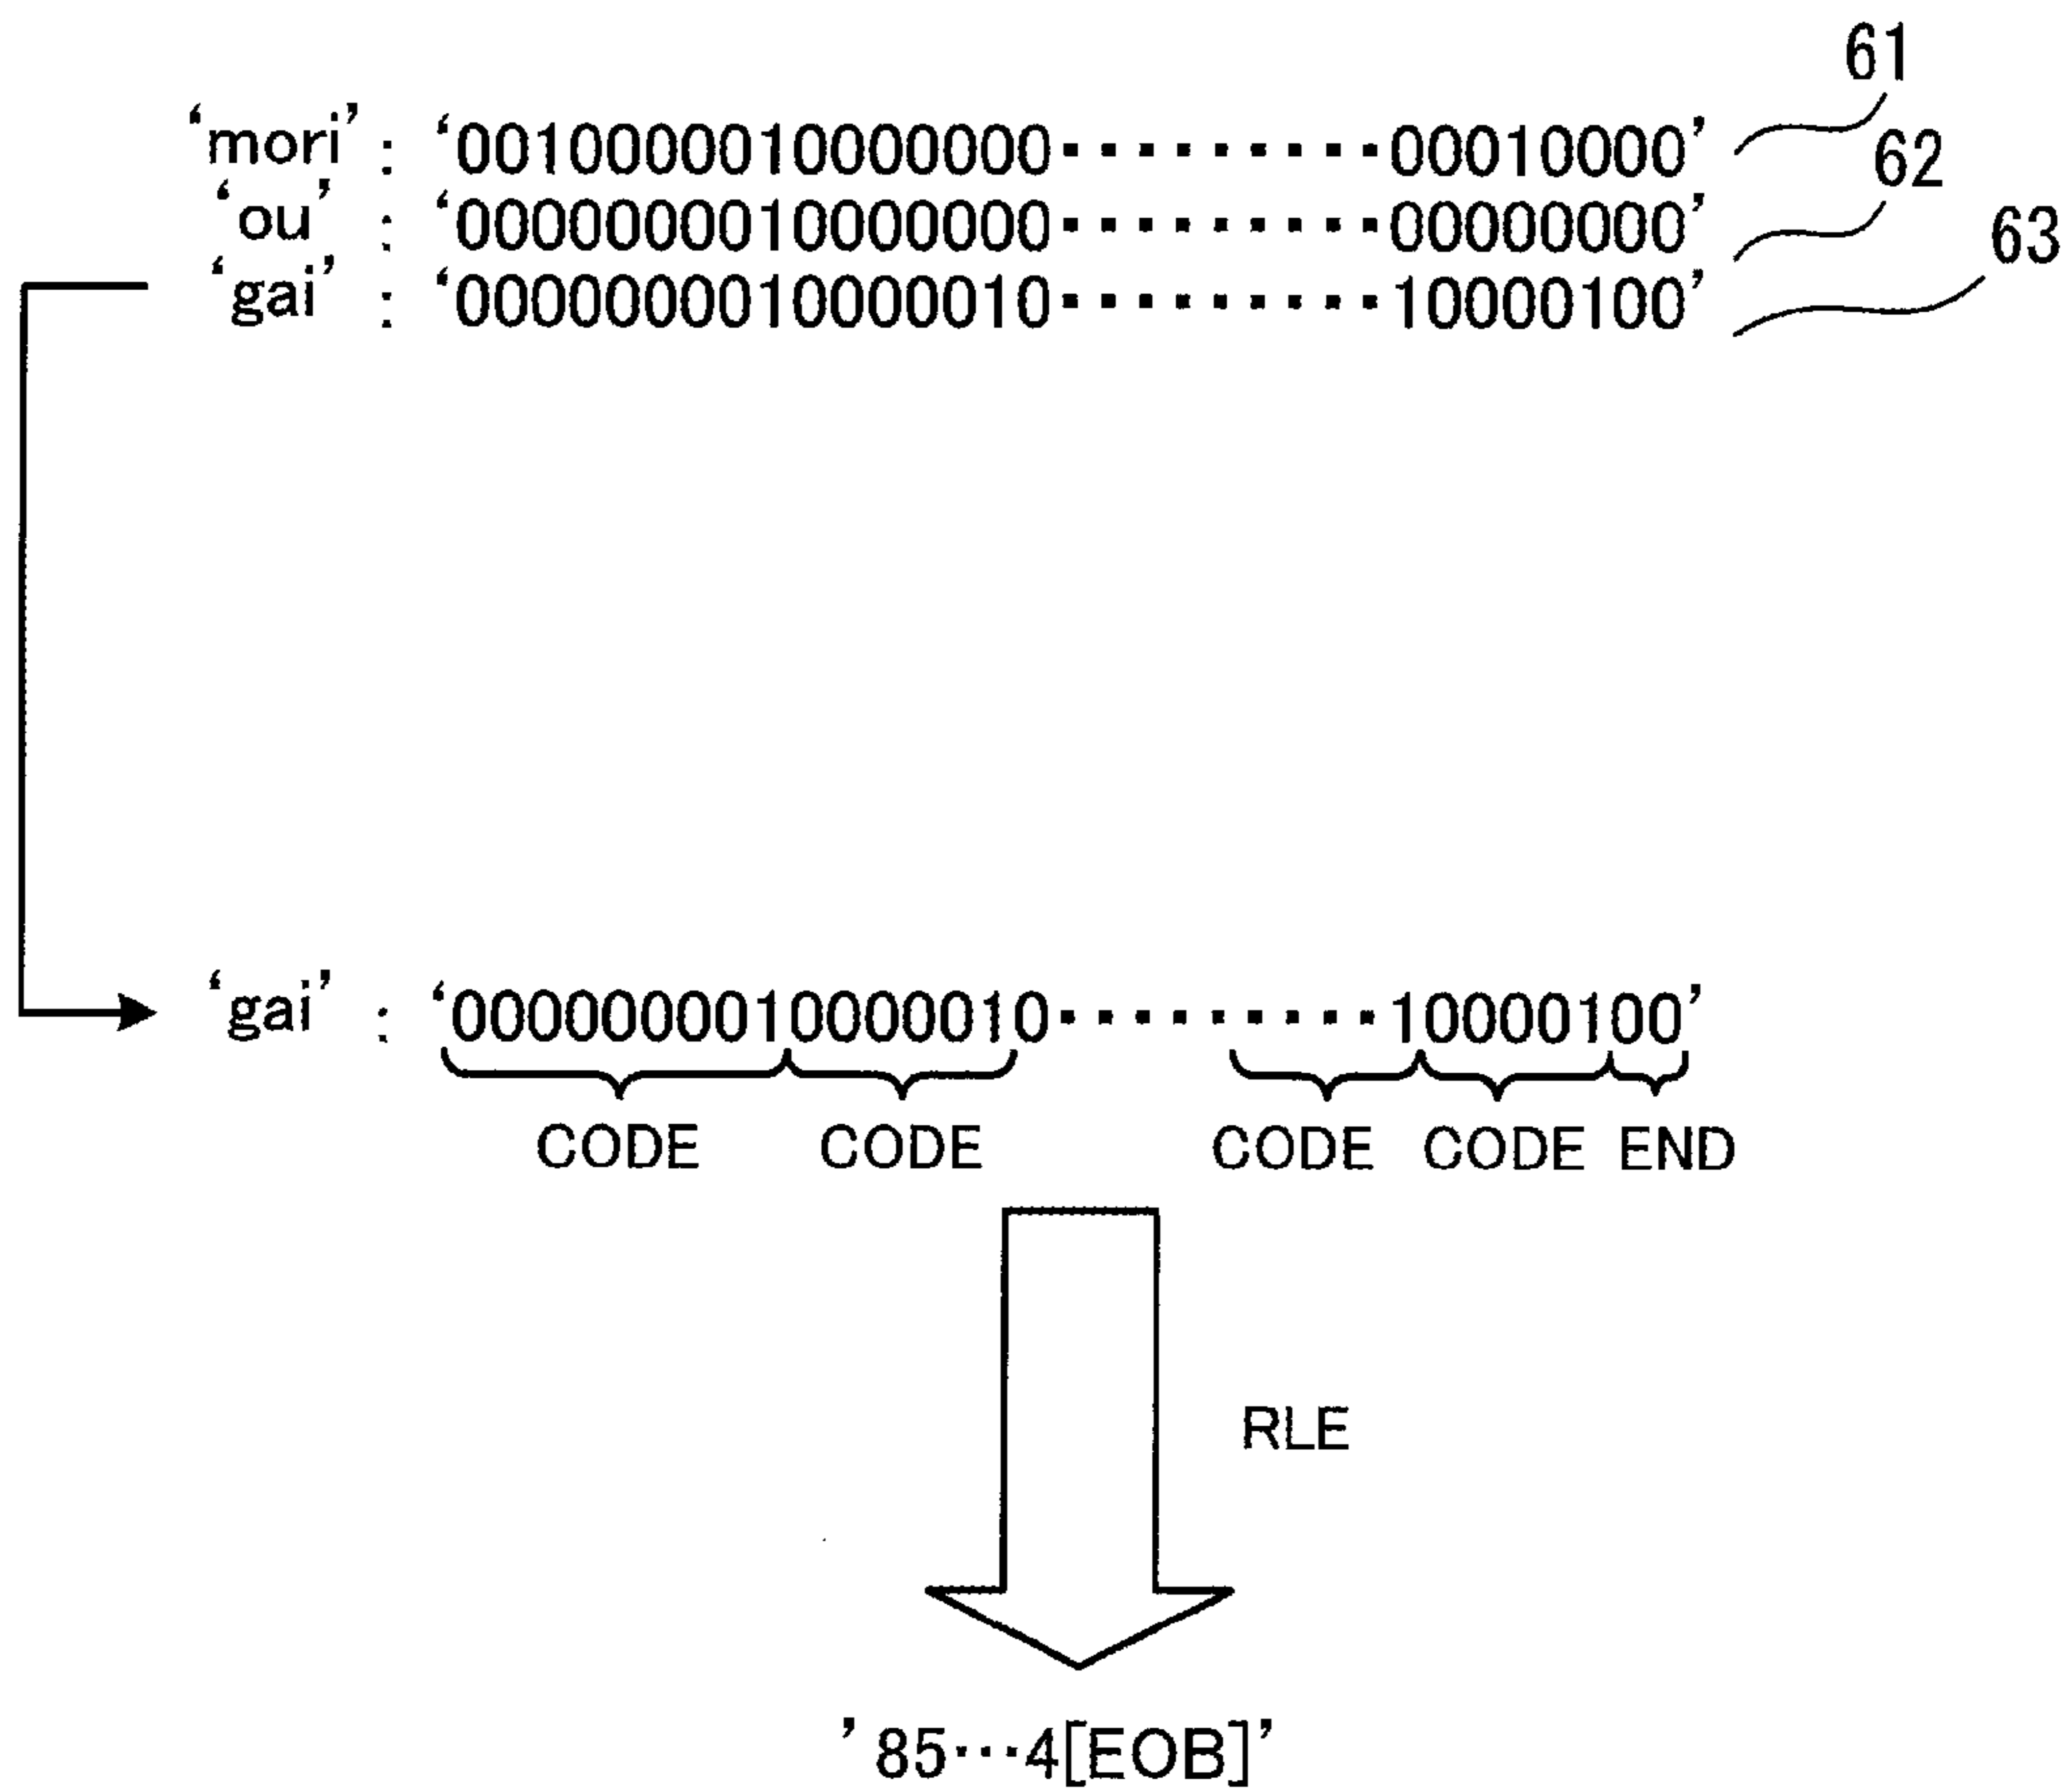 61
'mori' : '0010000010000000·········00010000'
62
'ou' : '0000000010000000·········00000000'
63
'gai' : '0000000010000010·········10000100'
'gai' : '0000000010000010·········10000100'
CODE CODE CODE CODE END
RLE
'85···4[EOB]'